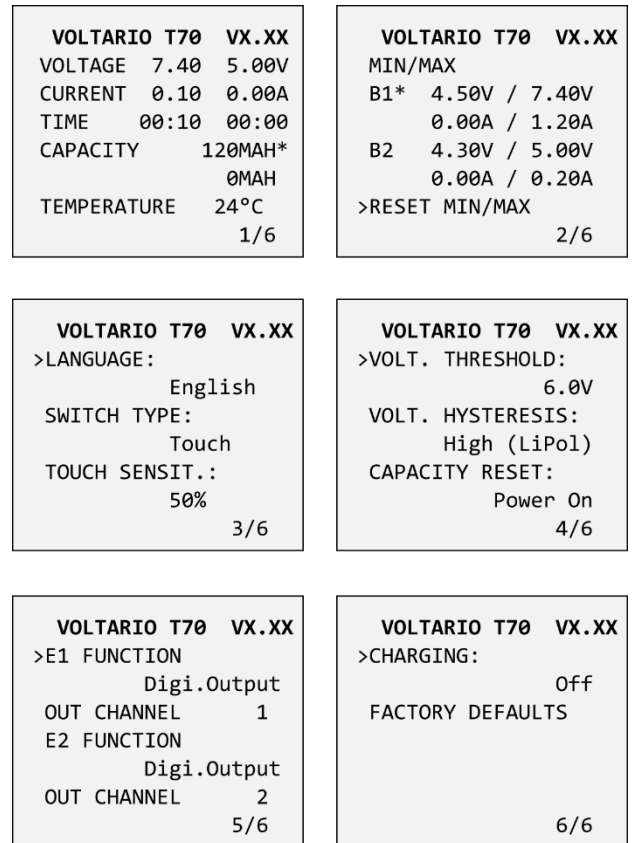 VOLTARIO T70 VX.XX
VOLTAGE 7.40 5.00V
CURRENT 0.10 0.00A
TIME 00:10 00:00
CAPACITY 120MAH*
0MAH
TEMPERATURE 24°C
1/6
VOLTARIO T70 VX.XX
MIN/MAX
B1* 4.50V / 7.40V
0.00A / 1.20A
B2 4.30V / 5.00V
0.00A / 0.20A
>RESET MIN/MAX
2/6
VOLTARIO T70 VX.XX
>LANGUAGE:
English
SWITCH TYPE:
Touch
TOUCH SENSIT.:
50%
3/6
VOLTARIO T70 VX.XX
>VOLT. THRESHOLD:
6.0V
VOLT. HYSTERESIS:
High (LiPol)
CAPACITY RESET:
Power On
4/6
VOLTARIO T70 VX.XX
>E1 FUNCTION
Digi.Output
OUT CHANNEL 1
E2 FUNCTION
Digi.Output
OUT CHANNEL 2
5/6
VOLTARIO T70 VX.XX
>CHARGING:
Off
FACTORY DEFAULTS
6/6